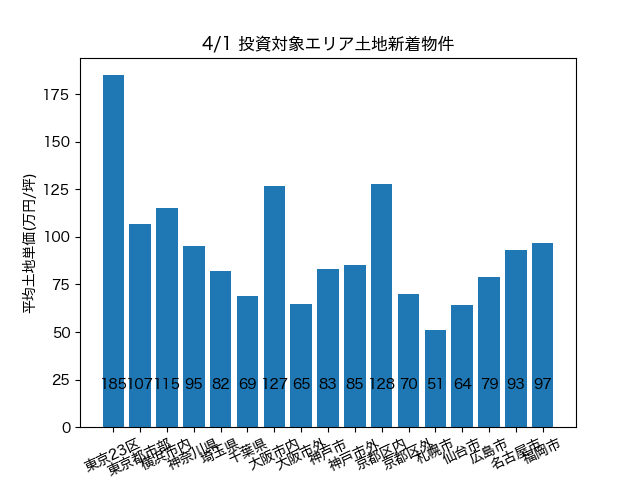 4/1 投資対象エリア土地新着物件
平均土地単価(万円/坪)
175
150
125
100
75
50
25
0
185 107 115 95 82 69 127 65 83 85 128 70 51 64 79 93 97
東京23区
東京都市部
横浜市内
神奈川県
埼玉県
千葉県
大阪市内
大阪市外
神戸市
神戸市外
京都区内
京都区外
札幌市
仙台市
広島市
名古屋市
福岡市